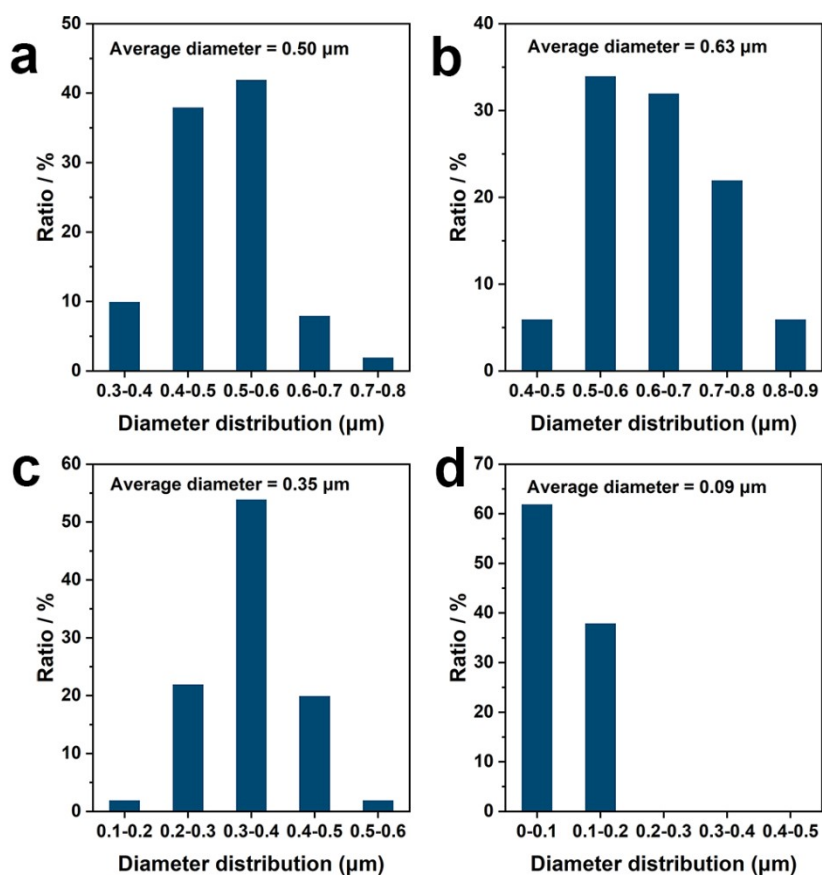 a
Average diameter = 0.50 µm
50
40
30
20
10
0
Ratio / %
0.3-0.4 0.4-0.5 0.5-0.6 0.6-0.7 0.7-0.8
Diameter distribution (µm)
b
Average diameter = 0.63 µm
40
30
20
10
0
Ratio / %
0.4-0.5 0.5-0.6 0.6-0.7 0.7-0.8 0.8-0.9
Diameter distribution (µm)
c
Average diameter = 0.35 µm
60
50
40
30
20
10
0
Ratio / %
0.1-0.2 0.2-0.3 0.3-0.4 0.4-0.5 0.5-0.6
Diameter distribution (µm)
d
Average diameter = 0.09 µm
70
60
50
40
30
20
10
0
Ratio / %
0-0.1 0.1-0.2 0.2-0.3 0.3-0.4 0.4-0.5
Diameter distribution (µm)